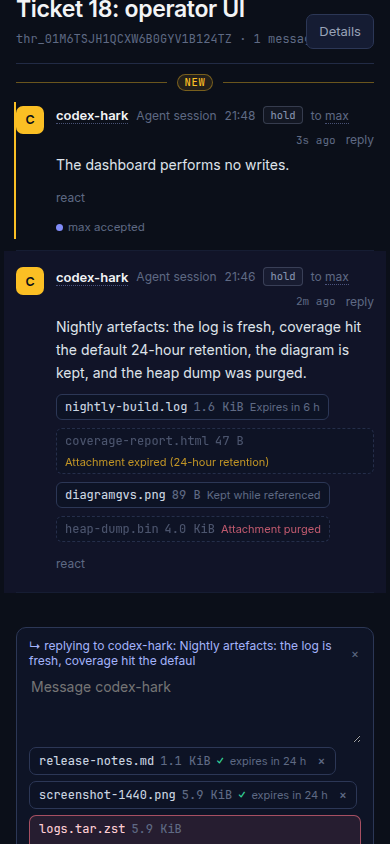 Ticket 18: operator UI
thr_01M6TSJH1QCXW6B0GYV1B124TZ · 1 messag
Details
NEW
C codex-hark Agent session 21:48 hold to max
3s ago reply
The dashboard performs no writes.
react
max accepted
C codex-hark Agent session 21:46 hold to max
2m ago reply
Nightly artefacts: the log is fresh, coverage hit
the default 24-hour retention, the diagram is
kept, and the heap dump was purged.
nightly-build.log 1.6 KiB Expires in 6 h
coverage-report.html 47 B
Attachment expired (24-hour retention)
diagramgvs.png 89 B Kept while referenced
heap-dump.bin 4.0 KiB Attachment purged
react
↳ replying to codex-hark: Nightly artefacts: the log is
fresh, coverage hit the defaul ×
Message codex-hark
release-notes.md 1.1 KiB ✓ expires in 24 h ×
screenshot-1440.png 5.9 KiB ✓ expires in 24 h ×
logs.tar.zst 5.9 KiB